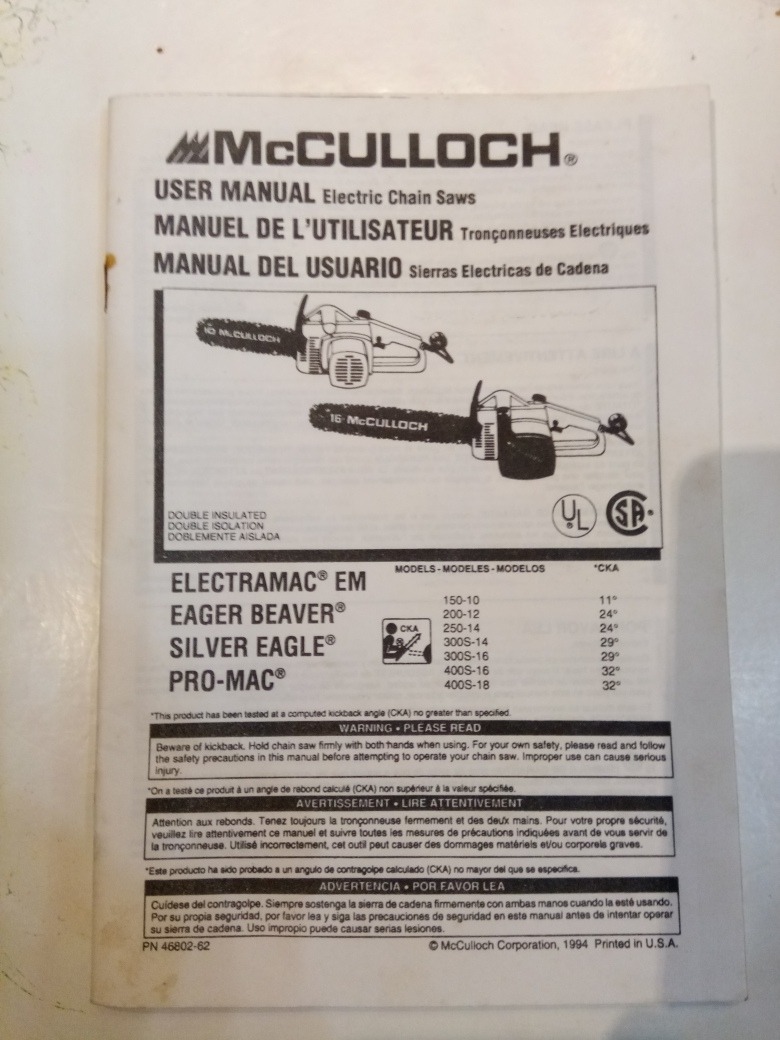 McCULLOCH®
USER MANUAL Electric Chain Saws
MANUEL DE L'UTILISATEUR Tronçonneuses Electriques
MANUAL DEL USUARIO Sierras Electricas de Cadena
10 McCULLOCH
16 McCULLOCH
DOUBLE INSULATED
DOUBLE ISOLATION
DOBLEMENTE AISLADA
UL®
SA®
ELECTRAMAC® EM
EAGER BEAVER®
SILVER EAGLE®
PRO-MAC®
CKA
MODELS - MODELES - MODELOS *CKA
150-10 11°
200-12 24°
250-14 24°
300S-14 29°
300S-16 29°
400S-16 32°
400S-18 32°
*This product has been tested at a computed kickback angle (CKA) no greater than specified.
WARNING • PLEASE READ
Beware of kickback. Hold chain saw firmly with both hands when using. For your own safety, please read and follow
the safety precautions in this manual before attempting to operate your chain saw. Improper use can cause serious
injury.
*On a testé ce produit à un angle de rebond calculé (CKA) non supérieur à la valeur spécifiée.
AVERTISSEMENT • LIRE ATTENTIVEMENT
Attention aux rebonds. Tenez toujours la tronçonneuse fermement et des deux mains. Pour votre propre sécurité,
veuillez lire attentivement ce manuel et suivre toutes les mesures de précautions indiquées avant de vous servir de
la tronçonneuse. Utilisé incorrectement, cet outil peut causer des dommages matériels et/ou corporels graves.
*Este producto ha sido probado a un angulo de contragolpe calculado (CKA) no mayor del que se especifica.
ADVERTENCIA • POR FAVOR LEA
Cuídese del contragolpe. Siempre sostenga la sierra de cadena firmemente con ambas manos cuando la esté usando.
Por su propia seguridad, por favor lea y siga las precauciones de seguridad en este manual antes de intentar operar
su sierra de cadena. Uso impropio puede causar serias lesiones.
PN 46802-62 © McCulloch Corporation, 1994 Printed in U.S.A.